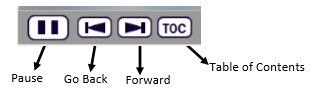 TOC
Table of Contents
Pause Go Back Forward